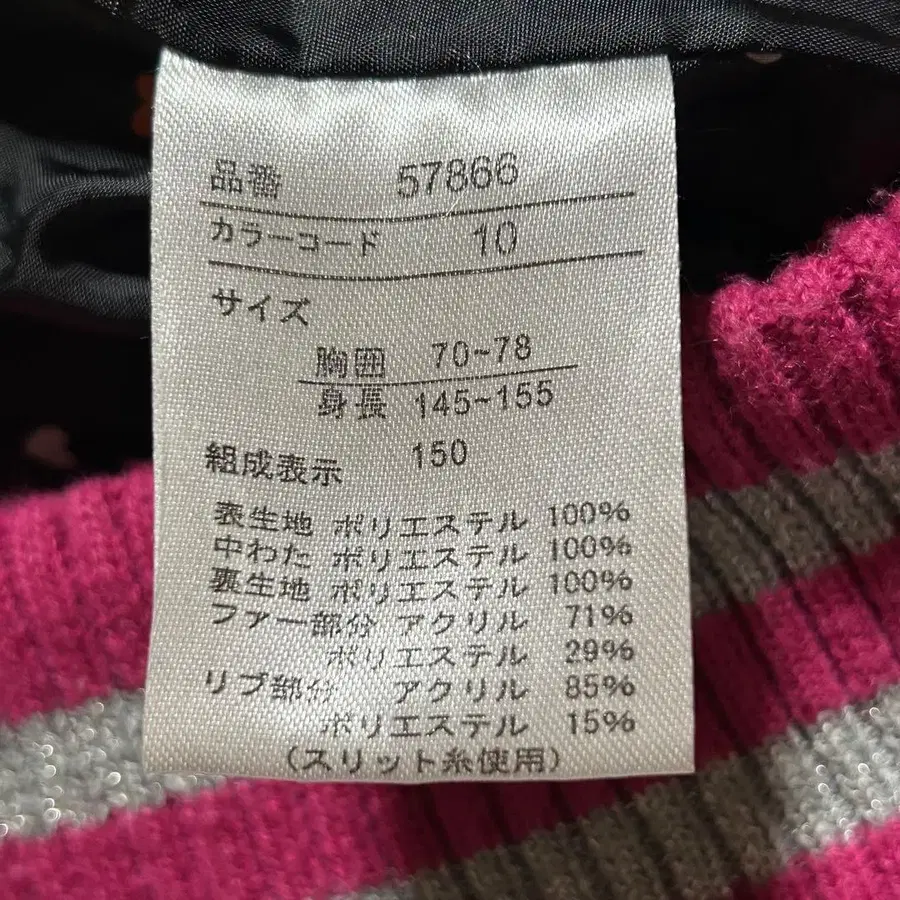 品番 57866
カラーコード 10
サイズ
胸囲 70~78
身長 145~155
150
組成表示
表生地 ポリエステル 100%
中わた ポリエステル 100%
裏生地 ポリエステル 100%
ファー部分 アクリル 71%
ポリエステル 29%
リブ部分 アクリル 85%
ポリエステル 15%
(スリット糸使用)